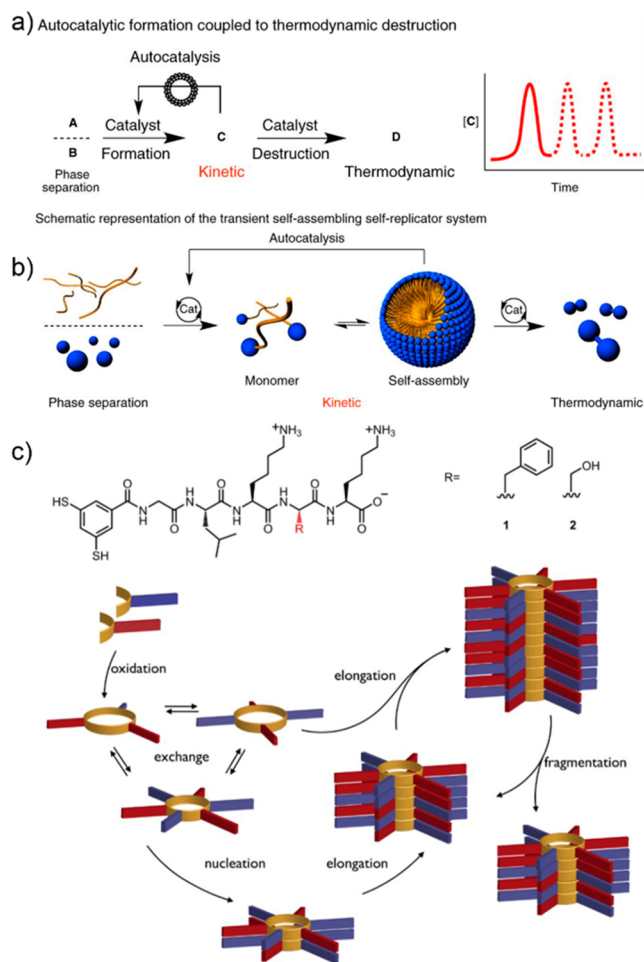 a) Autocatalytic formation coupled to thermodynamic destruction
Autocatalysis
A
Catalyst
C
Catalyst
D
B
Formation
Destruction
Phase
separation
Kinetic
Thermodynamic
[C]
Time
Schematic representation of the transient self-assembling self-replicator system
b)
Autocatalysis
Cat
Cat
Monomer
Self-assembly
Phase separation
Kinetic
Thermodynamic
c)
+NH3
+NH3
R=
OH
HS
O
H
N
O
H
N
O
O−
N
H
O
N
H
O
N
H
R
O
SH
1
2
oxidation
elongation
exchange
fragmentation
nucleation
elongation